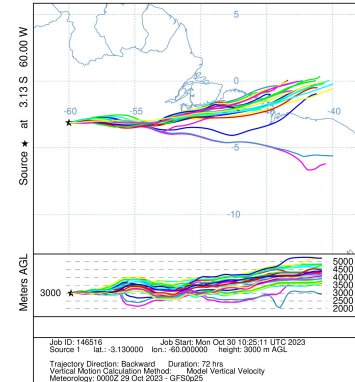 5
0
-60
-55
-40
-5
-10
Source ★ at 3.13 S 60.00 W
Meters AGL
3000
5000
4500
4000
3500
3000
2500
2000
Job ID: 146516 Job Start: Mon Oct 30 10:25:11 UTC 2023
Source 1 lat.: -3.130000 lon.: -60.000000 height: 3000 m AGL
Trajectory Direction: Backward Duration: 72 hrs
Vertical Motion Calculation Method: Model Vertical Velocity
Meteorology: 0000Z 29 Oct 2023 - GFS0p25